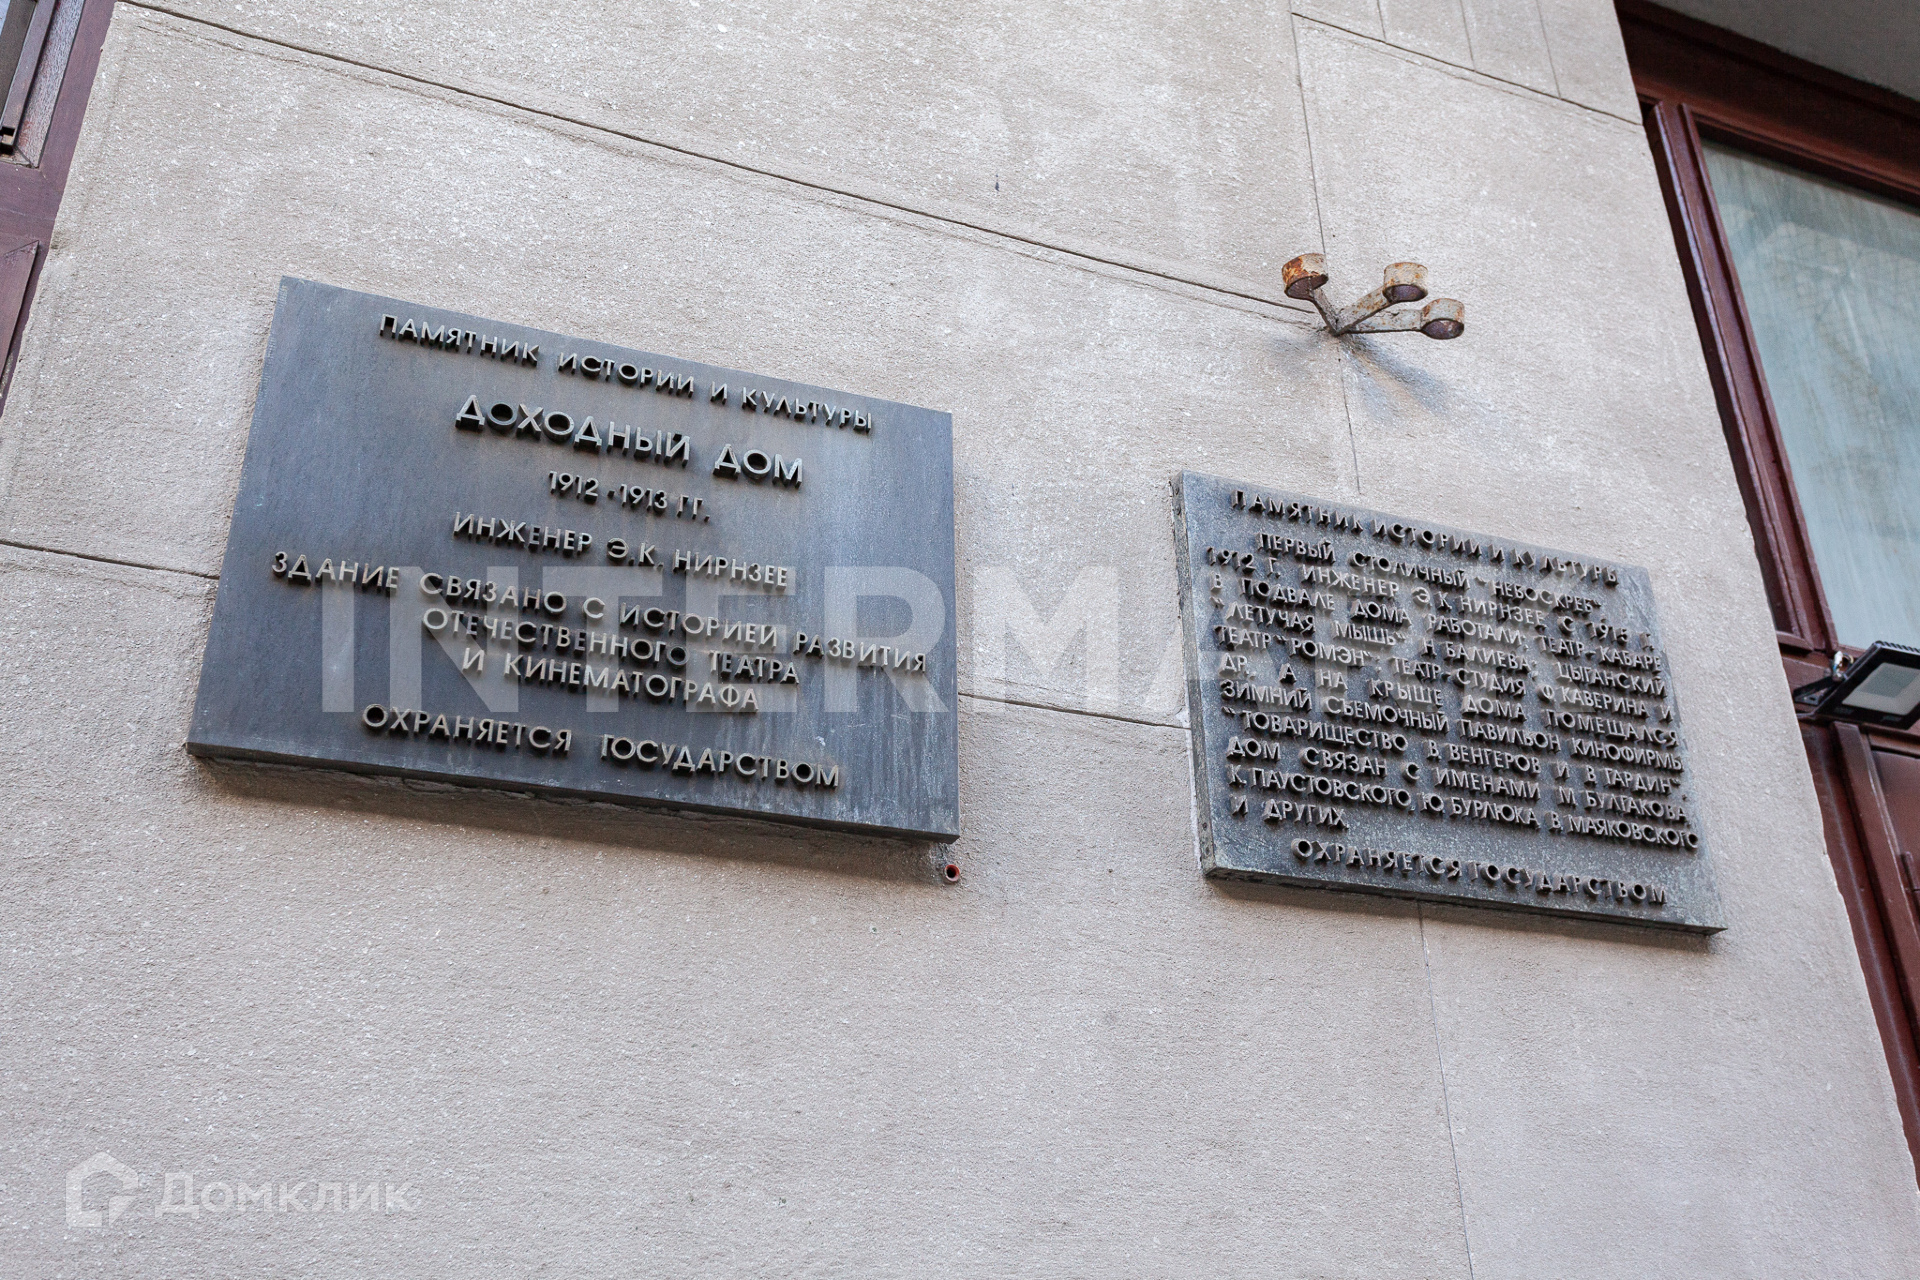 ПАМЯТНИК ИСТОРИИ И КУЛЬТУРЫ
ДОХОДНЫЙ ДОМ
1912 - 1913 ГГ.
ИНЖЕНЕР Э.К. НИРНЗЕЕ
ЗДАНИЕ СВЯЗАНО С ИСТОРИЕЙ РАЗВИТИЯ
ОТЕЧЕСТВЕННОГО ТЕАТРА
И КИНЕМАТОГРАФА
ОХРАНЯЕТСЯ ГОСУДАРСТВОМ
ПАМЯТНИК ИСТОРИИ И КУЛЬТУРЫ
ПЕРВЫЙ СТОЛИЧНЫЙ "НЕБОСКРЕБ"
1912 Г. ИНЖЕНЕР Э.К. НИРНЗЕЕ С 1915 Г.
В ПОДВАЛЕ ДОМА РАБОТАЛИ: ТЕАТР-КАБАРЕ
"ЛЕТУЧАЯ МЫШЬ" Н. БАЛИЕВА, ЦЫГАНСКИЙ
ТЕАТР "РОМЭН", ТЕАТР-СТУДИЯ Ф. КАВЕРИНА И
ДР. А НА КРЫШЕ ДОМА ПОМЕЩАЛСЯ
ЗИМНИЙ СЪЕМОЧНЫЙ ПАВИЛЬОН КИНОФИРМЫ
"ТОВАРИЩЕСТВО В. ВЕНГЕРОВ И В. ГАРДИН".
ДОМ СВЯЗАН С ИМЕНАМИ М. БУЛГАКОВА,
К. ПАУСТОВСКОГО, Ю. БУРЛЮКА, В. МАЯКОВСКОГО
И ДРУГИХ.
ОХРАНЯЕТСЯ ГОСУДАРСТВОМ
INTERMARK
Домклик